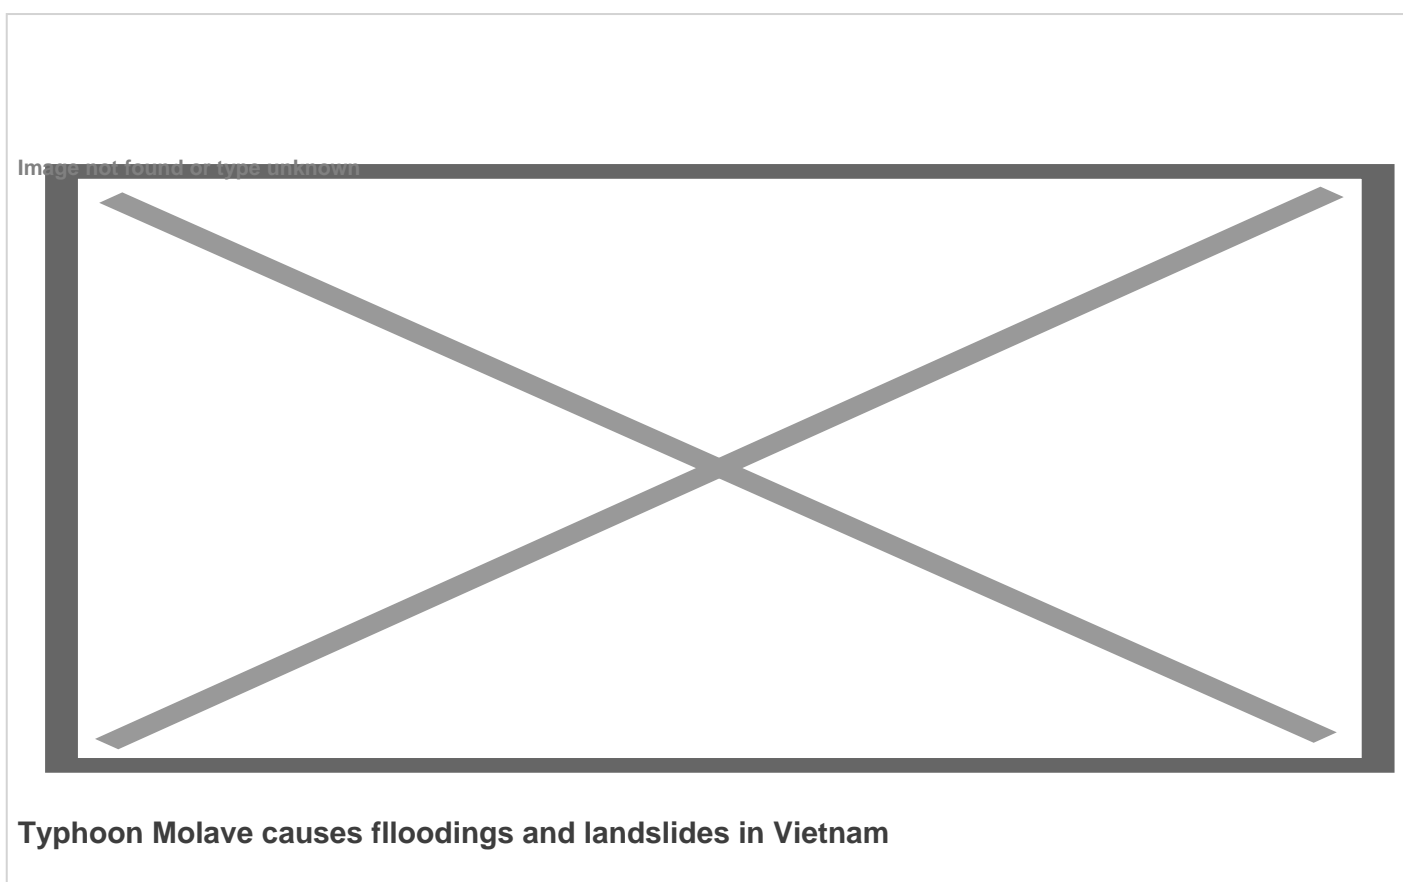 Image not found or type unknown
Typhoon Molave causes flloodings and landslides in Vietnam